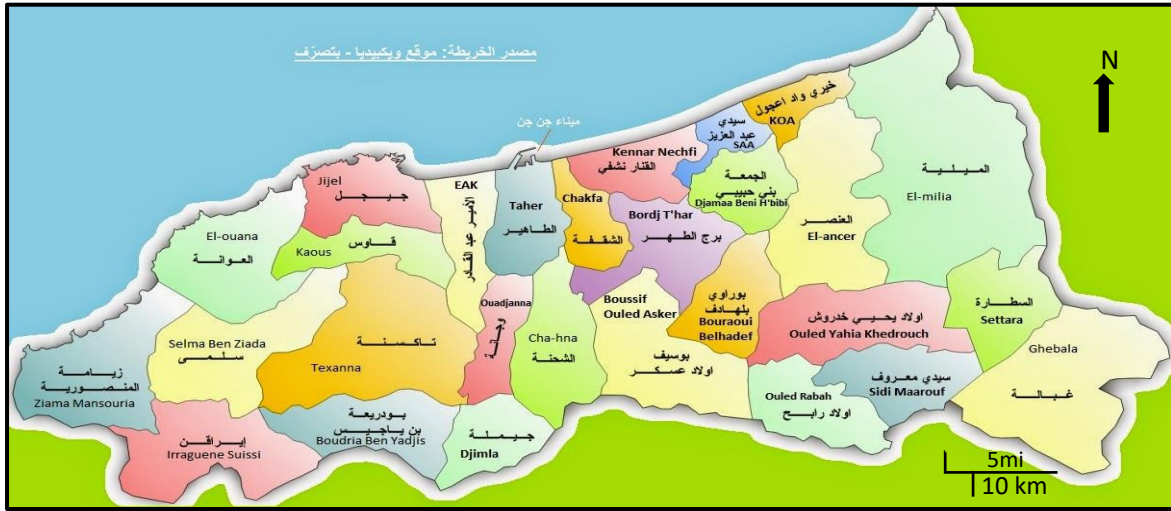 مصدر الخريطة: موقع ويكيبيديا - بتصرّف
N
ميناء جن جن
خيري واد اعجول
KOA
سيدي
عبد العزيز
SAA
Kennar Nechfi
القنار نشفي
الجمعة
بني حبيبي
Djamaa Beni H'bibi
الميلية
El-milia
العنصر
El-ancer
Jijel
جيجل
EAK
الأمير عبد القادر
Taher
الطاهير
Chakfa
الشقفة
Bordj T'har
برج الطهر
El-ouana
العوانة
قاوس
Kaous
Ouadjanna
وجانة
Boussif
Ouled Asker
بوسيف
اولاد عسكر
بوراوي
بلهادف
Bouraoui
Belhadef
اولاد يحيي خدروش
Ouled Yahia Khedrouch
السطارة
Settara
Cha-hna
الشحنة
Selma Ben Ziada
سلمى
تاكسنة
Texanna
Ghebala
غبالة
زيامة
المنصورية
Ziama Mansouria
سيدي معروف
Sidi Maarouf
Ouled Rabah
اولاد رابح
بودريعة
بن ياجيس
Boudria Ben Yadjis
جيملة
Djimla
إيراقن
Irraguene Suissi
5mi
10 km